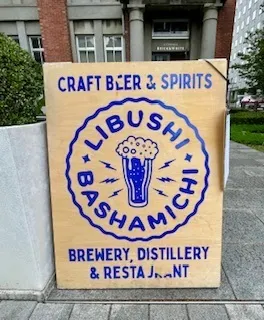 CRAFT BEER & SPIRITS
LIBUSHI
BASHAMICHI
BREWERY, DISTILLERY
& RESTAURANT